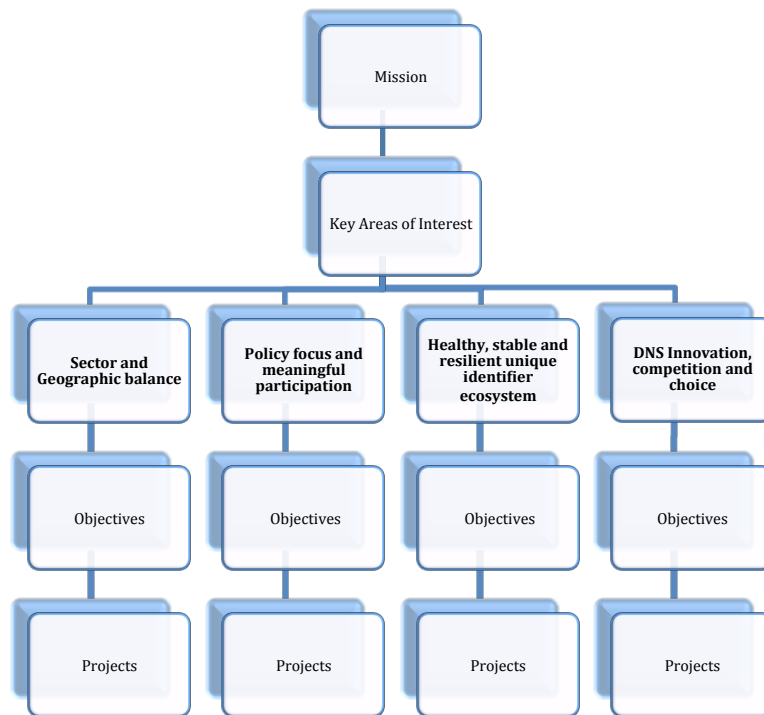 Mission
Key Areas of Interest
Sector and
Geographic balance
Policy focus and
meaningful
participation
Healthy, stable and
resilient unique
identifier
ecosystem
DNS Innovation,
competition and
choice
Objectives
Objectives
Objectives
Objectives
Projects
Projects
Projects
Projects